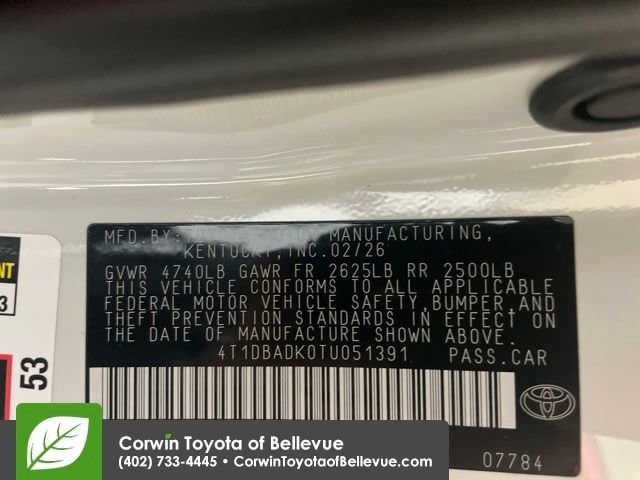 MFD. BY: MANUFACTURING,
KENTUCKY, INC. 02/26
GVWR 4740LB GAWR FR 2625LB RR 2500LB
THIS VEHICLE CONFORMS TO ALL APPLICABLE
FEDERAL MOTOR VEHICLE SAFETY, BUMPER, AND
THEFT PREVENTION STANDARDS IN EFFECT ON
THE DATE OF MANUFACTURE SHOWN ABOVE.
4T1DBADK0TU051391 PASS.CAR
07784
53
Corwin Toyota of Bellevue
(402) 733-4445 • CorwinToyotaofBellevue.com